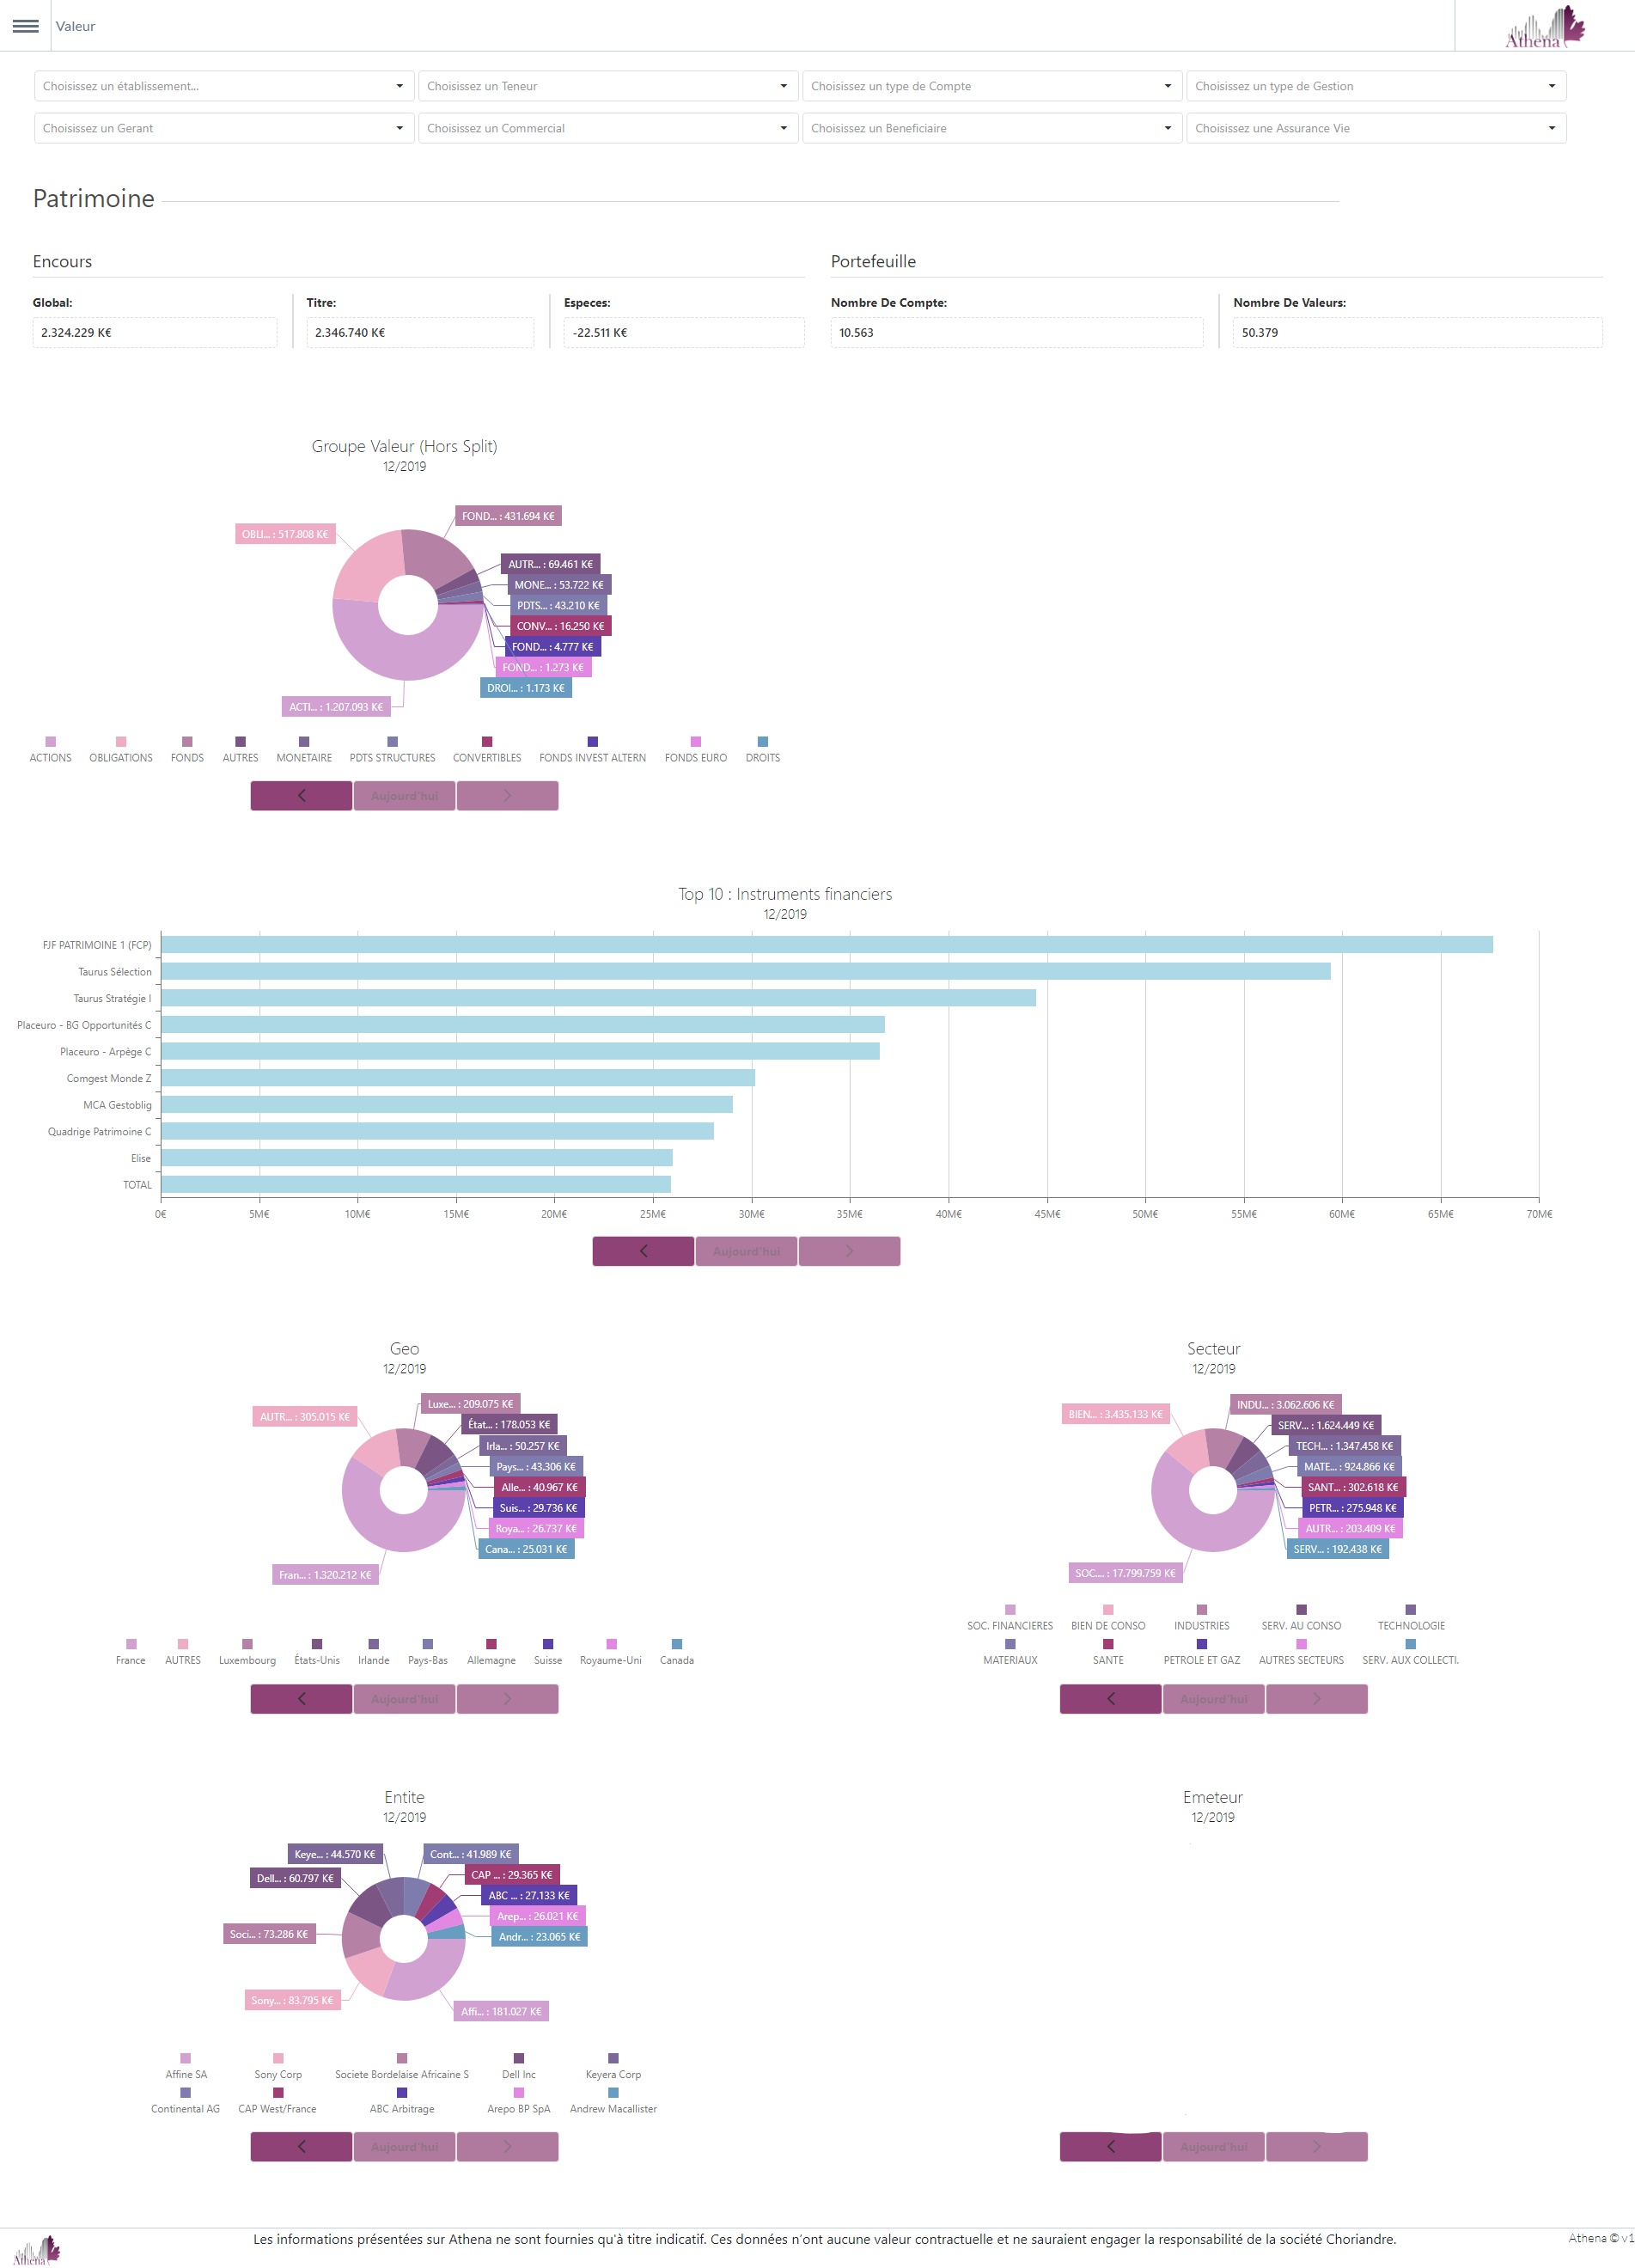 Valeur
Athena
Choisissez un établissement...
Choisissez un Teneur
Choisissez un type de Compte
Choisissez un type de Gestion
Choisissez un Gerant
Choisissez un Commercial
Choisissez un Beneficiaire
Choisissez une Assurance Vie
Patrimoine
Encours
Portefeuille
Global:
Titre:
Especes:
Nombre De Compte:
Nombre De Valeurs:
2.324.229 K€
2.346.740 K€
-22.511 K€
10.563
50.379
Groupe Valeur (Hors Split)
12/2019
FOND... : 431.694 K€
OBLI... : 517.808 K€
AUTR... : 69.461 K€
MONE... : 53.722 K€
PDTS... : 43.210 K€
CONV... : 16.250 K€
FOND... : 4.777 K€
FOND... : 1.273 K€
DROI... : 1.173 K€
ACTI... : 1.207.093 K€
ACTIONS
OBLIGATIONS
FONDS
AUTRES
MONETAIRE
PDTS STRUCTURES
CONVERTIBLES
FONDS INVEST ALTERN
FONDS EURO
DROITS
Aujourd'hui
Top 10 : Instruments financiers
12/2019
FJF PATRIMOINE 1 (FCP)
Taurus Sélection
Taurus Stratégie I
Placeuro - BG Opportunités C
Placeuro - Arpège C
Comgest Monde Z
MCA Gestoblig
Quadrige Patrimoine C
Elise
TOTAL
0€
5M€
10M€
15M€
20M€
25M€
30M€
35M€
40M€
45M€
50M€
55M€
60M€
65M€
70M€
Aujourd'hui
Geo
12/2019
Luxe... : 209.075 K€
AUTR... : 305.015 K€
État... : 178.053 K€
Irla... : 50.257 K€
Pays... : 43.306 K€
Alle... : 40.967 K€
Suis... : 29.736 K€
Roya... : 26.737 K€
Cana... : 25.031 K€
Fran... : 1.320.212 K€
France
AUTRES
Luxembourg
États-Unis
Irlande
Pays-Bas
Allemagne
Suisse
Royaume-Uni
Canada
Aujourd'hui
Secteur
12/2019
INDU... : 3.062.606 K€
BIEN... : 3.435.133 K€
SERV... : 1.624.449 K€
TECH... : 1.347.458 K€
MATE... : 924.866 K€
SANT... : 302.618 K€
PETR... : 275.948 K€
AUTR... : 203.409 K€
SERV... : 192.438 K€
SOC.... : 17.799.759 K€
SOC. FINANCIERES
BIEN DE CONSO
INDUSTRIES
SERV. AU CONSO
TECHNOLOGIE
MATERIAUX
SANTE
PETROLE ET GAZ
AUTRES SECTEURS
SERV. AUX COLLECTI.
Aujourd'hui
Entite
12/2019
Keye... : 44.570 K€
Cont... : 41.989 K€
Dell... : 60.797 K€
CAP ... : 29.365 K€
ABC ... : 27.133 K€
Arep... : 26.021 K€
Soci... : 73.286 K€
Andr... : 23.065 K€
Sony... : 83.795 K€
Affi... : 181.027 K€
Affine SA
Sony Corp
Societe Bordelaise Africaine S
Dell Inc
Keyera Corp
Continental AG
CAP West/France
ABC Arbitrage
Arepo BP SpA
Andrew Macallister
Aujourd'hui
Emeteur
12/2019
Aujourd'hui
Athena
Les informations présentées sur Athena ne sont fournies qu'à titre indicatif. Ces données n'ont aucune valeur contractuelle et ne sauraient engager la responsabilité de la société Choriandre.
Athena © v1